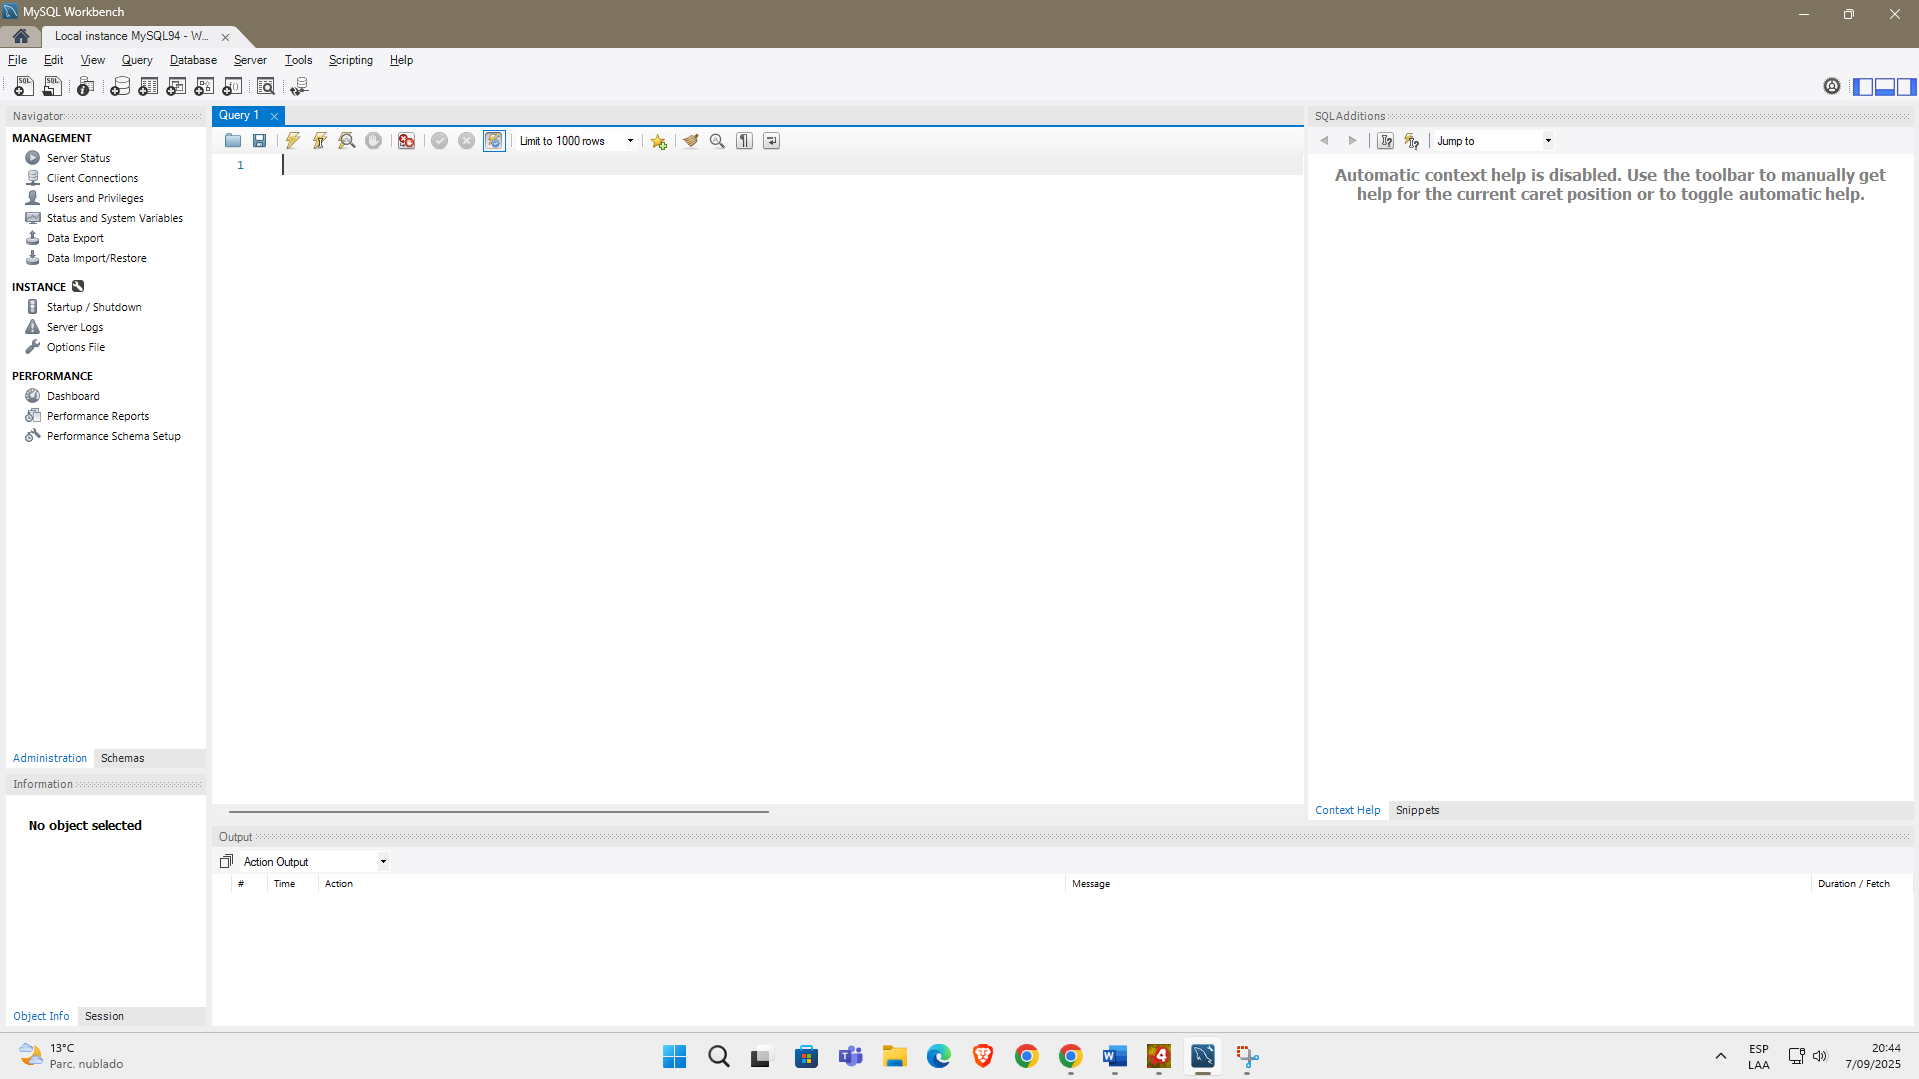 MySQL Workbench
Local instance MySQL94 - W...
File Edit View Query Database Server Tools Scripting Help
Navigator
MANAGEMENT
Server Status
Client Connections
Users and Privileges
Status and System Variables
Data Export
Data Import/Restore
INSTANCE
Startup / Shutdown
Server Logs
Options File
PERFORMANCE
Dashboard
Performance Reports
Performance Schema Setup
Administration Schemas
Information
No object selected
Object Info Session
Query 1
Limit to 1000 rows
1
SQLAdditions
Jump to
Automatic context help is disabled. Use the toolbar to manually get
help for the current caret position or to toggle automatic help.
Context Help Snippets
Output
Action Output
# Time Action Message Duration / Fetch
13°C
Parc. nublado
ESP
LAA
20:44
7/09/2025